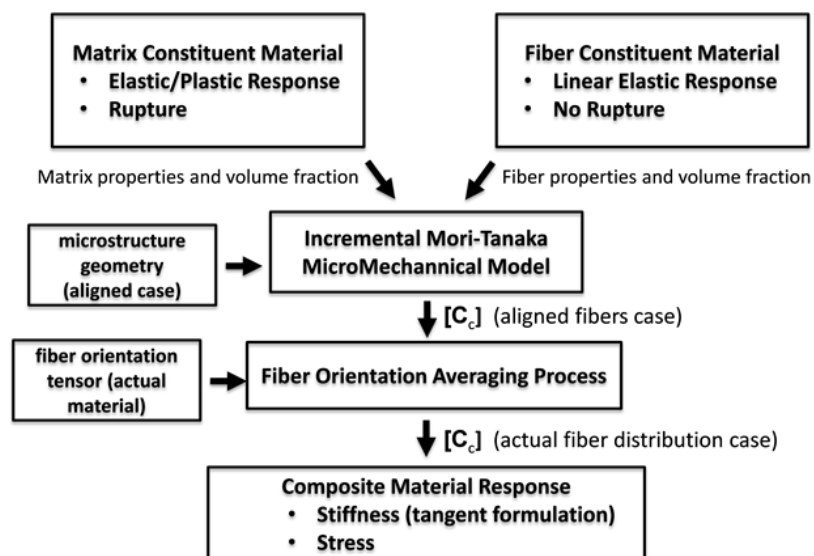 Matrix Constituent Material
• Elastic/Plastic Response
• Rupture
Fiber Constituent Material
• Linear Elastic Response
• No Rupture
Matrix properties and volume fraction
Fiber properties and volume fraction
microstructure
geometry
(aligned case)
Incremental Mori-Tanaka
MicroMechannical Model
[Cc] (aligned fibers case)
fiber orientation
tensor (actual
material)
Fiber Orientation Averaging Process
[Cc] (actual fiber distribution case)
Composite Material Response
• Stiffness (tangent formulation)
• Stress